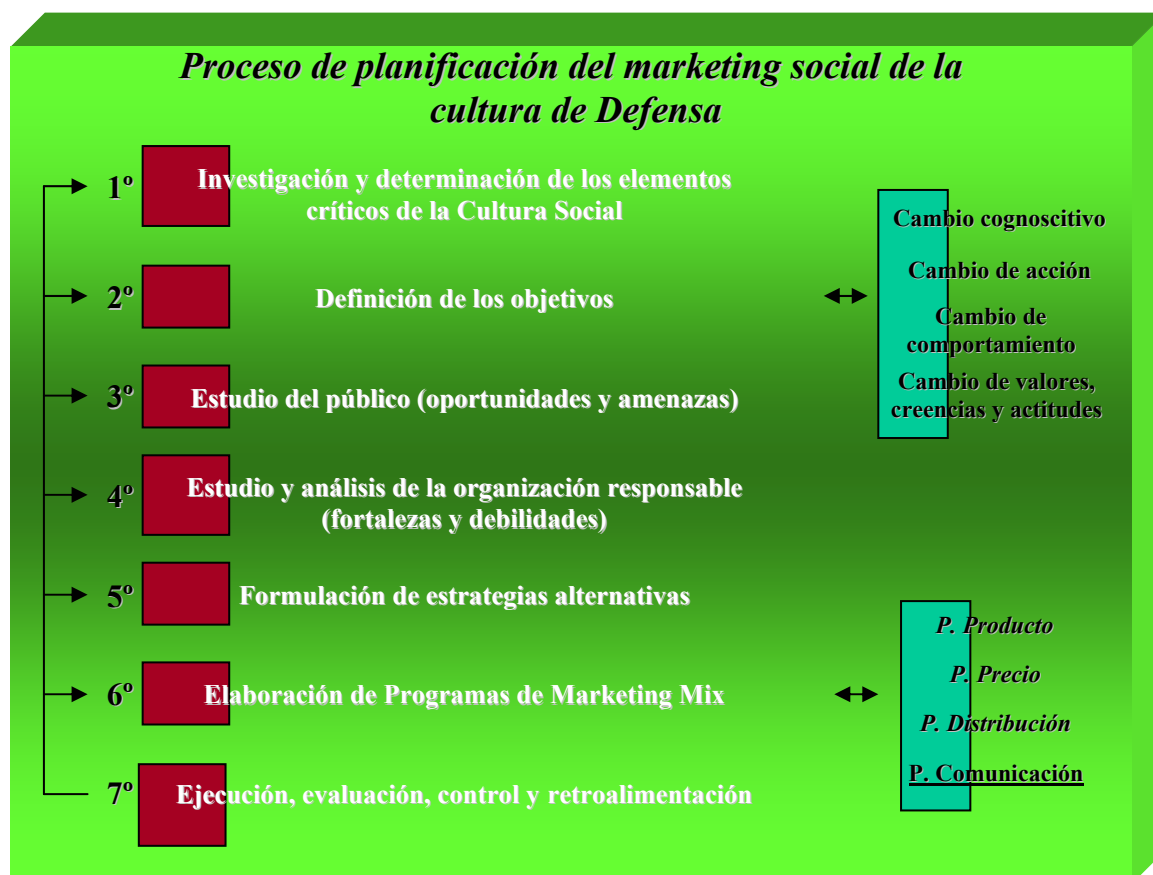 Proceso de planificación del marketing social de la
cultura de Defensa
1º
Investigación y determinación de los elementos
críticos de la Cultura Social
2º
Definición de los objetivos
3º
Estudio del público (oportunidades y amenazas)
4º
Estudio y análisis de la organización responsable
(fortalezas y debilidades)
5º
Formulación de estrategias alternativas
6º
Elaboración de Programas de Marketing Mix
7º
Ejecución, evaluación, control y retroalimentación
Cambio cognoscitivo
Cambio de acción
Cambio de
comportamiento
Cambio de valores,
creencias y actitudes
P. Producto
P. Precio
P. Distribución
P. Comunicación